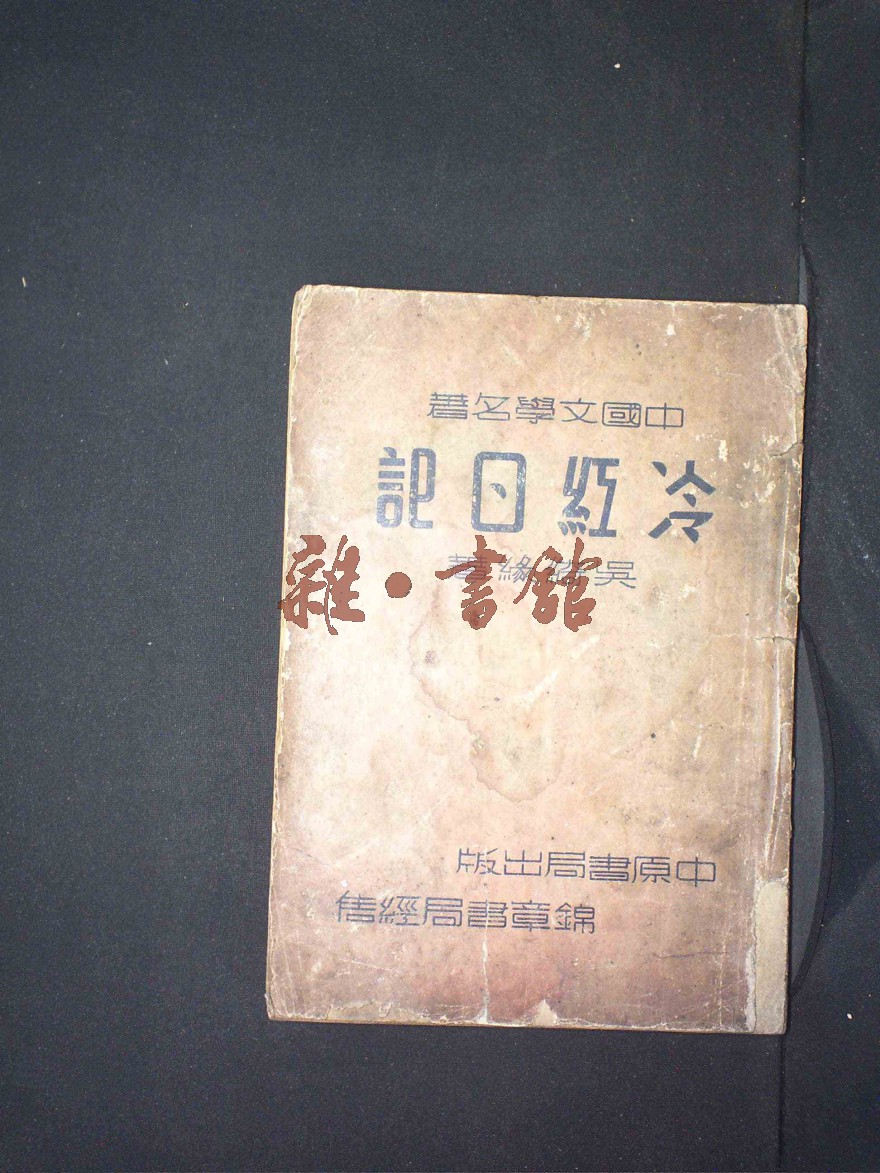 中國文學名著
冷紅日記
吳綺緣著
雜·書館
中原書局出版
錦章書局經售